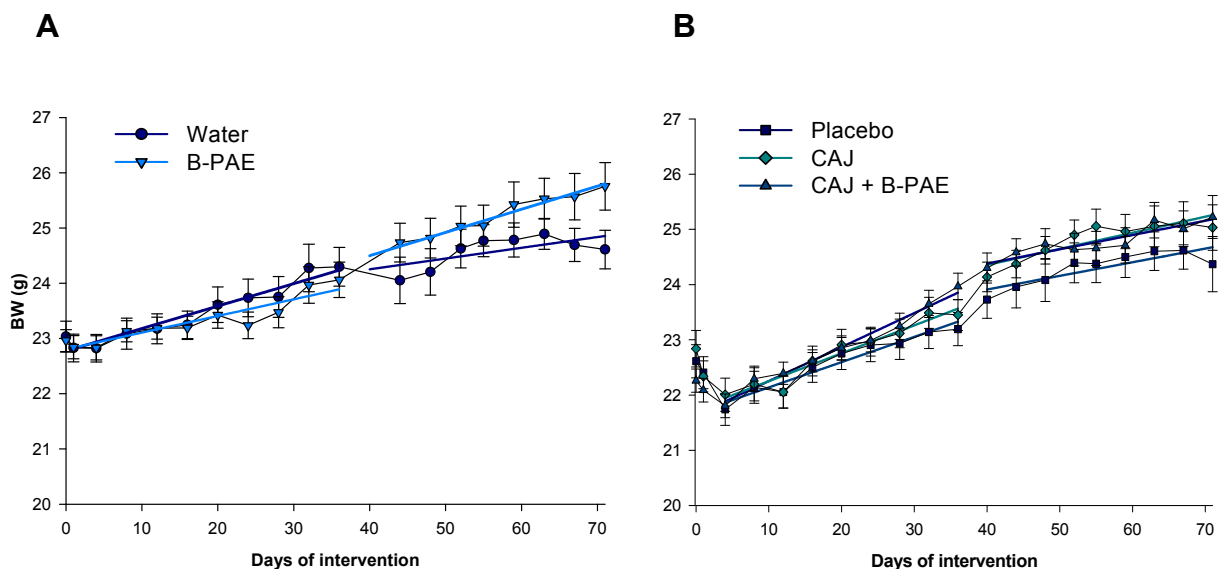 A
Water
B-PAE
BW (g)
27
26
25
24
23
22
21
20
0 10 20 30 40 50 60 70
Days of intervention
B
Placebo
CAJ
CAJ + B-PAE
27
26
25
24
23
22
21
20
0 10 20 30 40 50 60 70
Days of intervention